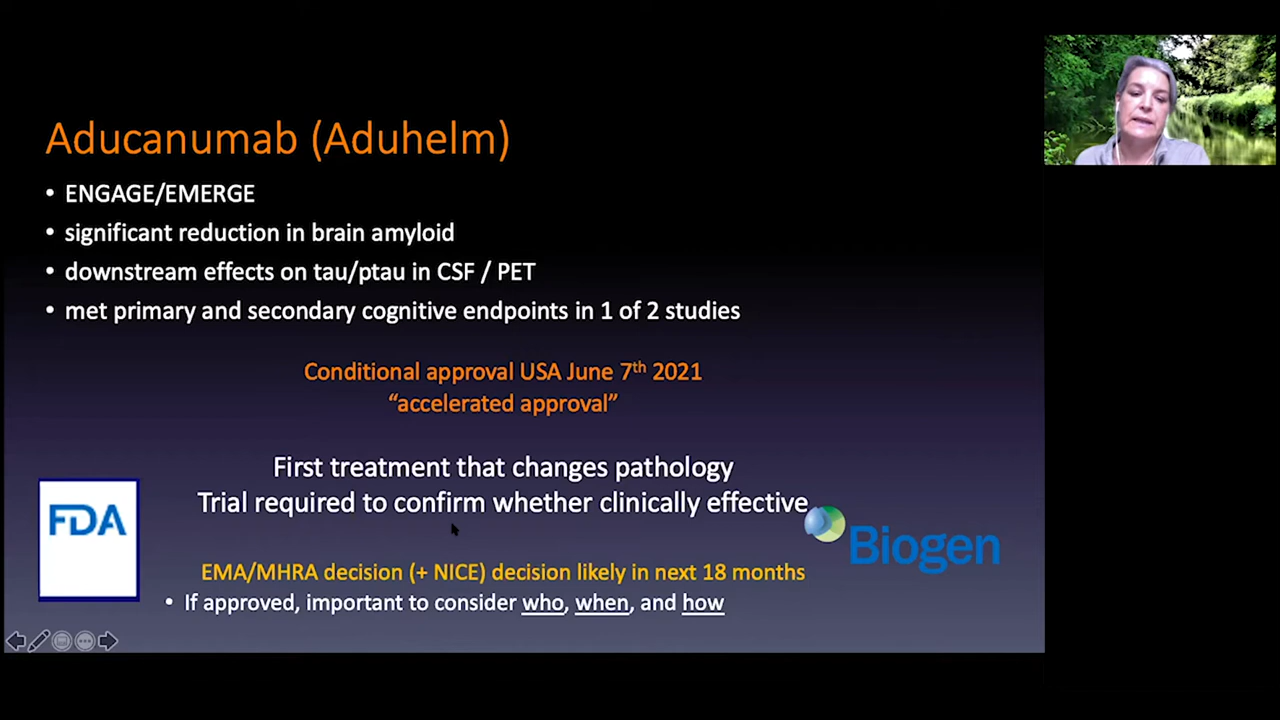 Aducanumab (Aduhelm)
• ENGAGE/EMERGE
• significant reduction in brain amyloid
• downstream effects on tau/ptau in CSF / PET
• met primary and secondary cognitive endpoints in 1 of 2 studies
Conditional approval USA June 7th 2021
“accelerated approval”
First treatment that changes pathology
Trial required to confirm whether clinically effective
FDA
Biogen
EMA/MHRA decision (+ NICE) decision likely in next 18 months
• If approved, important to consider who, when, and how